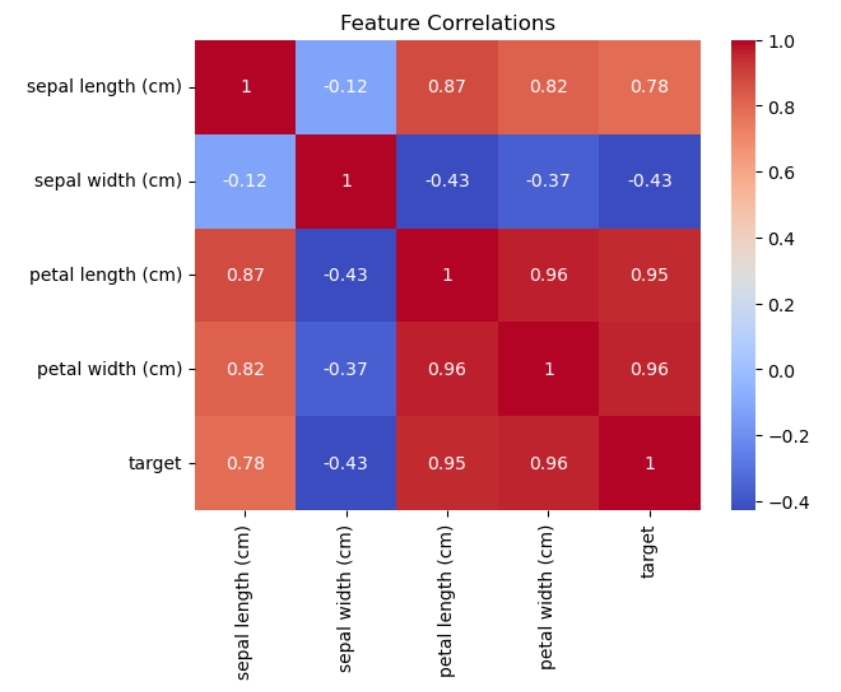 Feature Correlations
sepal length (cm) 1 -0.12 0.87 0.82 0.78
sepal width (cm) -0.12 1 -0.43 -0.37 -0.43
petal length (cm) 0.87 -0.43 1 0.96 0.95
petal width (cm) 0.82 -0.37 0.96 1 0.96
target 0.78 -0.43 0.95 0.96 1
sepal length (cm)
sepal width (cm)
petal length (cm)
petal width (cm)
target
1.0
0.8
0.6
0.4
0.2
0.0
−0.2
−0.4